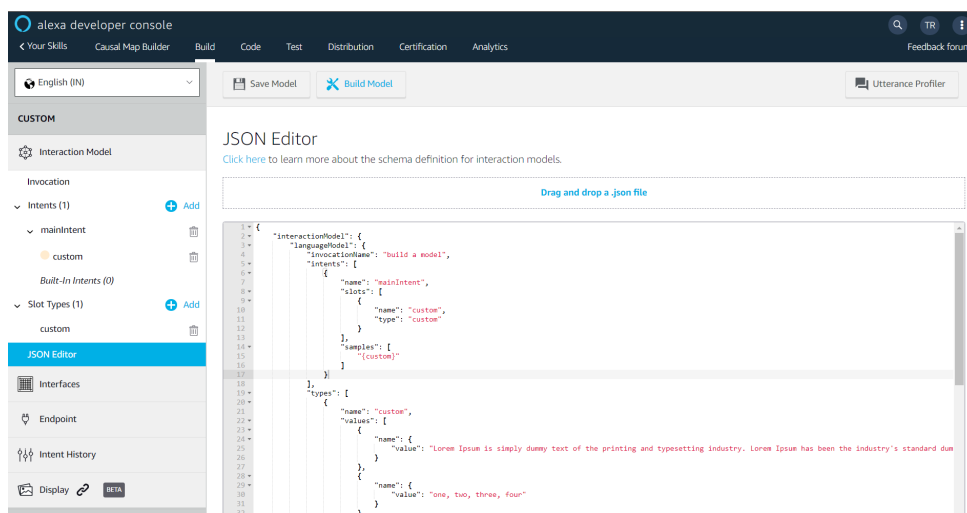 alexa developer console
TR
Your Skills Causal Map Builder Build Code Test Distribution Certification Analytics Feedback forum
English (IN)
Save Model Build Model Utterance Profiler
CUSTOM
Interaction Model
Invocation
Intents (1) Add
mainIntent
custom
Built-In Intents (0)
Slot Types (1) Add
custom
JSON Editor
Interfaces
Endpoint
Intent History
Display BETA
JSON Editor
Click here to learn more about the schema definition for interaction models.
Drag and drop a .json file
1 {
2 "interactionModel": {
3 "languageModel": {
4 "invocationName": "build a model",
5 "intents": [
6 {
7 "name": "mainIntent",
8 "slots": [
9 {
10 "name": "custom",
11 "type": "custom"
12 }
13 ],
14 "samples": [
15 "{custom}"
16 ]
17 }
18 ],
19 "types": [
20 {
21 "name": "custom",
22 "values": [
23 {
24 "name": {
25 "value": "Lorem Ipsum is simply dummy text of the printing and typesetting industry. Lorem Ipsum has been the industry's standard dum
26 }
27 },
28 {
29 "name": {
30 "value": "one, two, three, four"
31 }
32 }